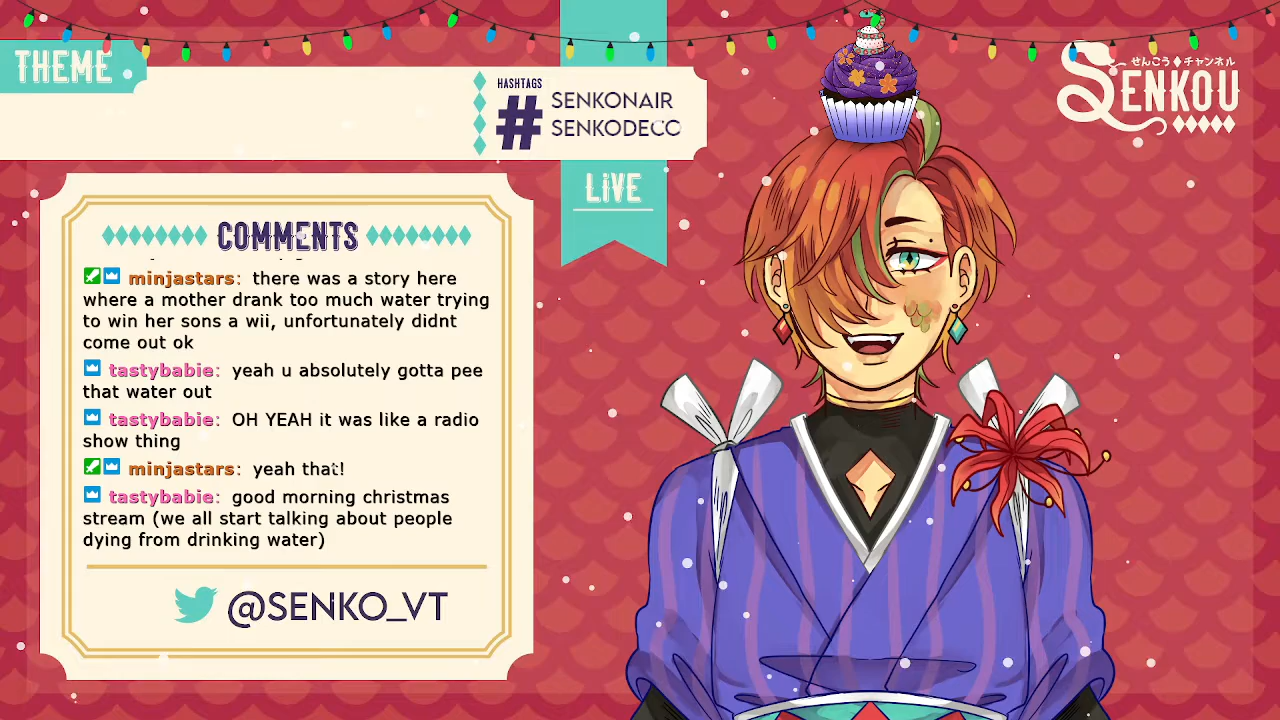 THEME
HASHTAGS
# SENKONAIR
SENKODECO
せんこう◆チャンネル
SENKOU
LIVE
COMMENTS
minjastars: there was a story here
where a mother drank too much water trying
to win her sons a wii, unfortunately didnt
come out ok
tastybabie: yeah u absolutely gotta pee
that water out
tastybabie: OH YEAH it was like a radio
show thing
minjastars: yeah that!
tastybabie: good morning christmas
stream (we all start talking about people
dying from drinking water)
@SENKO_VT